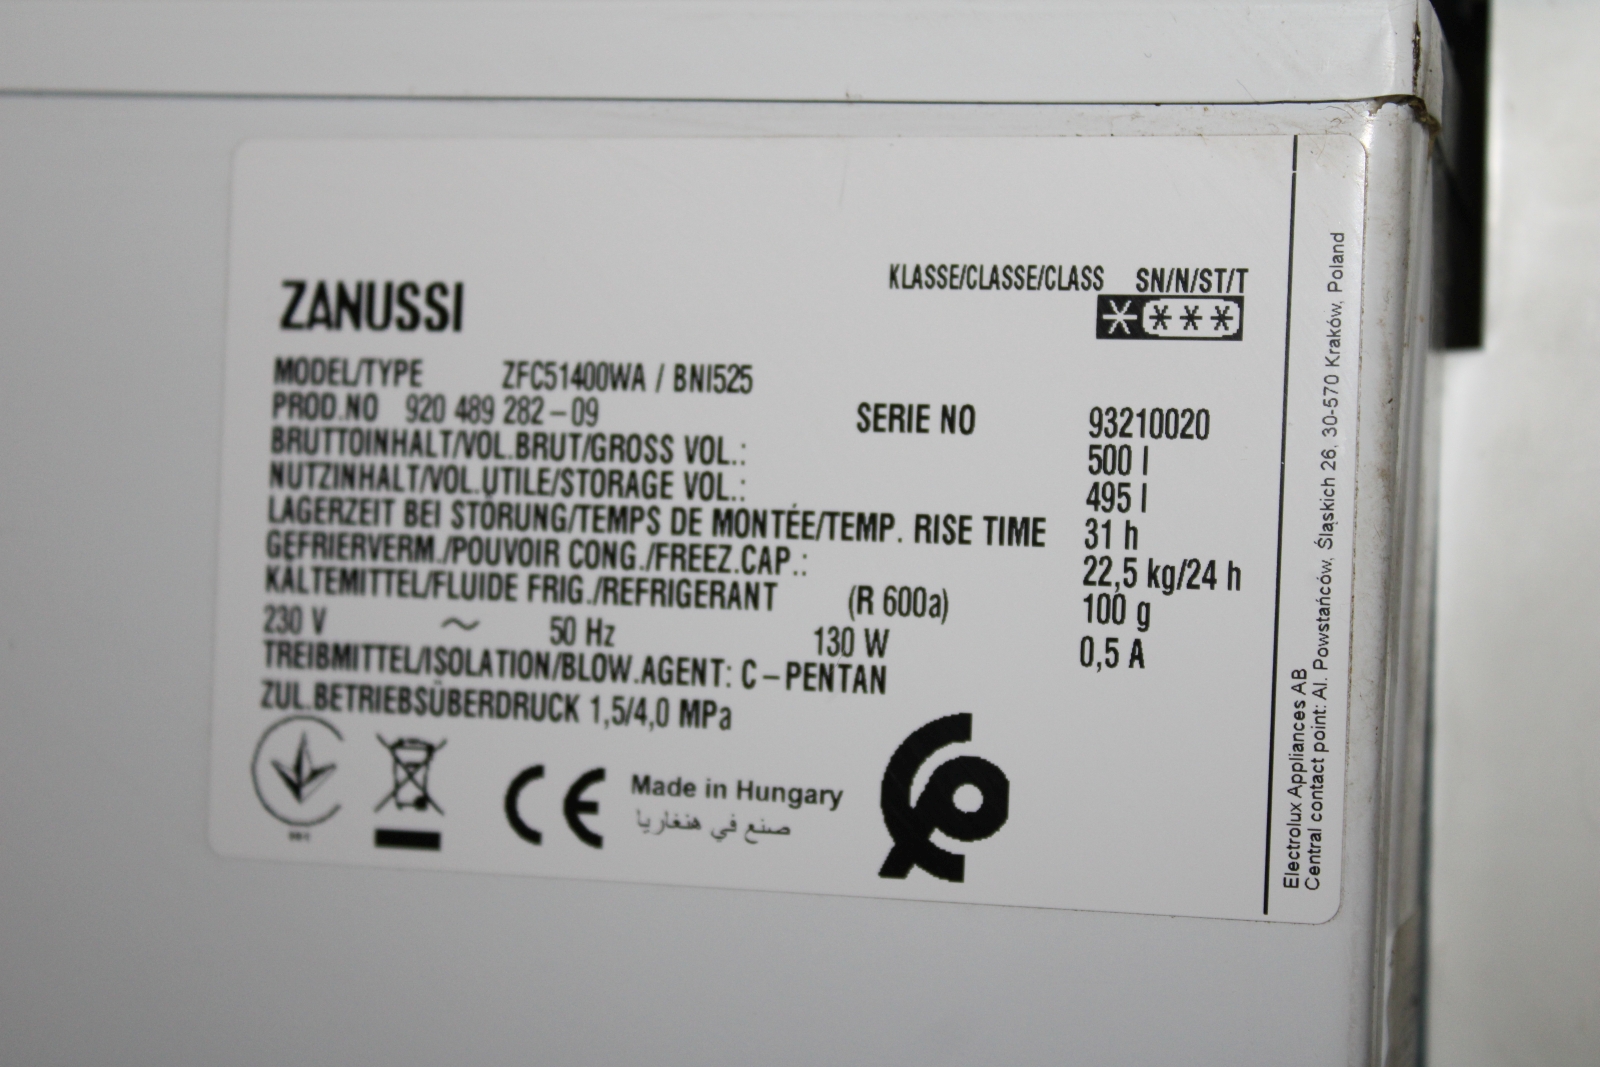 ZANUSSI
KLASSE/CLASSE/CLASS SN/N/ST/T
MODEL/TYPE ZFC51400WA / BNI525
PROD.NO 920 489 282-09 SERIE NO 93210020
BRUTTOINHALT/VOL.BRUT/GROSS VOL.: 500 l
NUTZINHALT/VOL.UTILE/STORAGE VOL.: 495 l
LAGERZEIT BEI STÖRUNG/TEMPS DE MONTÉE/TEMP. RISE TIME 31 h
GEFRIERVERM./POUVOIR CONG./FREEZ.CAP.: 22,5 kg/24 h
KALTEMITTEL/FLUIDE FRIG./REFRIGERANT (R 600a) 100 g
230 V ~ 50 Hz 130 W 0,5 A
TREIBMITTEL/ISOLATION/BLOW.AGENT: C-PENTAN
ZUL.BETRIEBSÜBERDRUCK 1,5/4,0 MPa
CE
Made in Hungary
صنع في هنغاريا
Electrolux Appliances AB
Central contact point: Al. Powstańców, Śląskich 26, 30-570 Kraków, Poland